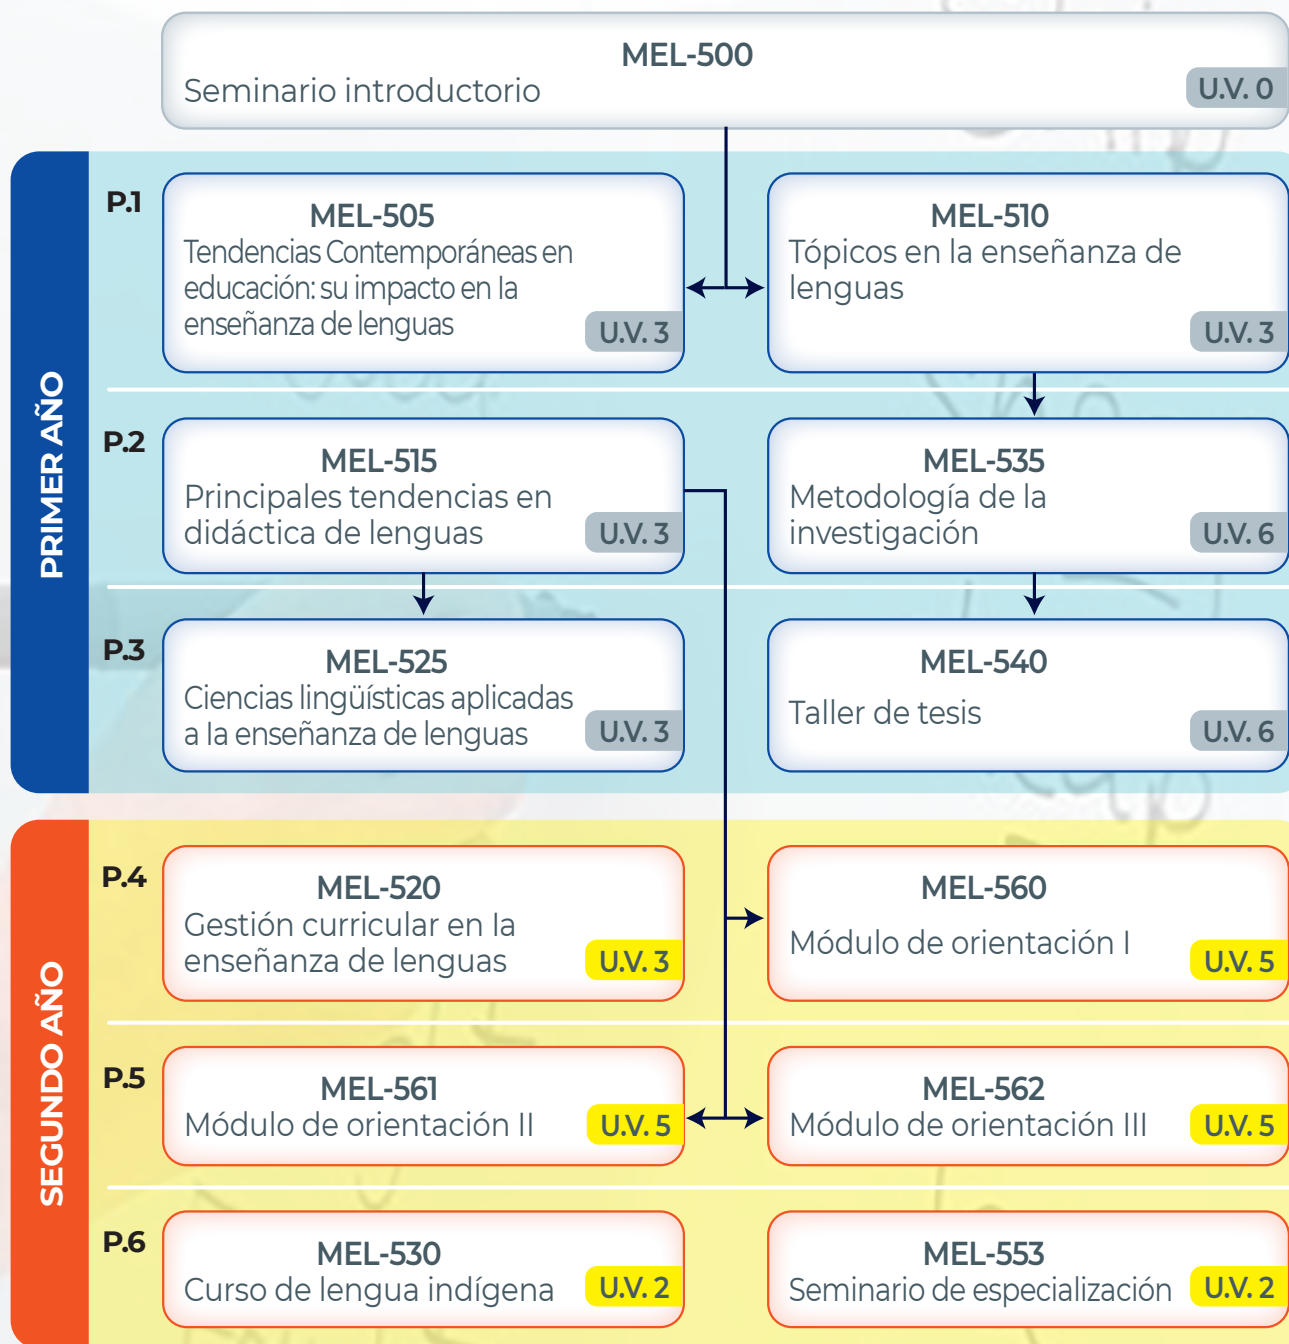 MEL-500
Seminario introductorio
U.V. 0
PRIMER AÑO
P.1
MEL-505
Tendencias Contemporáneas en
educación: su impacto en la
enseñanza de lenguas
U.V. 3
MEL-510
Tópicos en la enseñanza de
lenguas
U.V. 3
P.2
MEL-515
Principales tendencias en
didáctica de lenguas
U.V. 3
MEL-535
Metodología de la
investigación
U.V. 6
P.3
MEL-525
Ciencias lingüísticas aplicadas
a la enseñanza de lenguas
U.V. 3
MEL-540
Taller de tesis
U.V. 6
SEGUNDO AÑO
P.4
MEL-520
Gestión curricular en la
enseñanza de lenguas
U.V. 3
MEL-560
Módulo de orientación I
U.V. 5
P.5
MEL-561
Módulo de orientación II
U.V. 5
MEL-562
Módulo de orientación III
U.V. 5
P.6
MEL-530
Curso de lengua indígena
U.V. 2
MEL-553
Seminario de especialización
U.V. 2